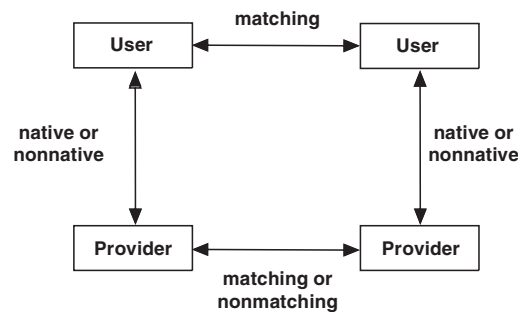 matching
User
User
native or
nonnative
native or
nonnative
Provider
Provider
matching or
nonmatching